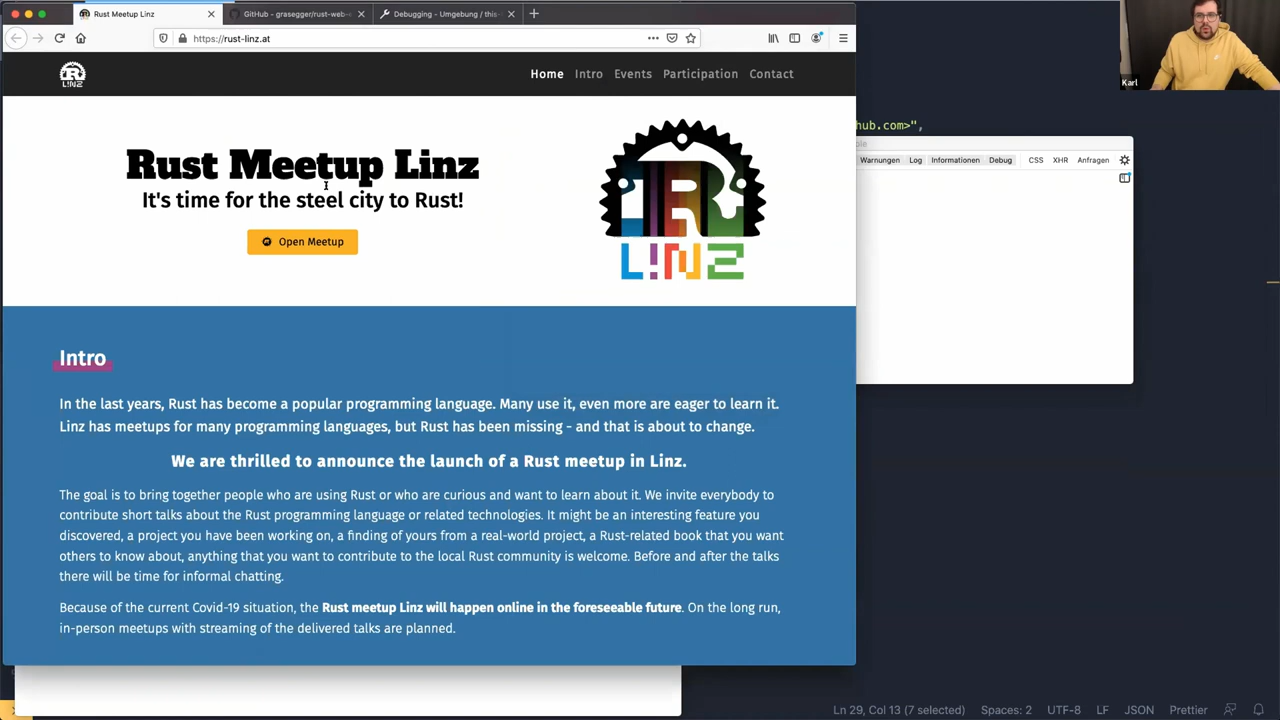 Rust Meetup Linz
GitHub - grasegger/rust-web-e
Debugging - Umgebung / this-
https://rust-linz.at
R
L!NZ
Home
Intro
Events
Participation
Contact
Karl
hub.com>",
Rust Meetup Linz
It's time for the steel city to Rust!
Open Meetup
R
L!NZ
Warnungen
Log
Informationen
Debug
CSS
XHR
Anfragen
Intro
In the last years, Rust has become a popular programming language. Many use it, even more are eager to learn it.
Linz has meetups for many programming languages, but Rust has been missing - and that is about to change.
We are thrilled to announce the launch of a Rust meetup in Linz.
The goal is to bring together people who are using Rust or who are curious and want to learn about it. We invite everybody to
contribute short talks about the Rust programming language or related technologies. It might be an interesting feature you
discovered, a project you have been working on, a finding of yours from a real-world project, a Rust-related book that you want
others to know about, anything that you want to contribute to the local Rust community is welcome. Before and after the talks
there will be time for informal chatting.
Because of the current Covid-19 situation, the Rust meetup Linz will happen online in the foreseeable future. On the long run,
in-person meetups with streaming of the delivered talks are planned.
Ln 29, Col 13 (7 selected)
Spaces: 2
UTF-8
LF
JSON
Prettier